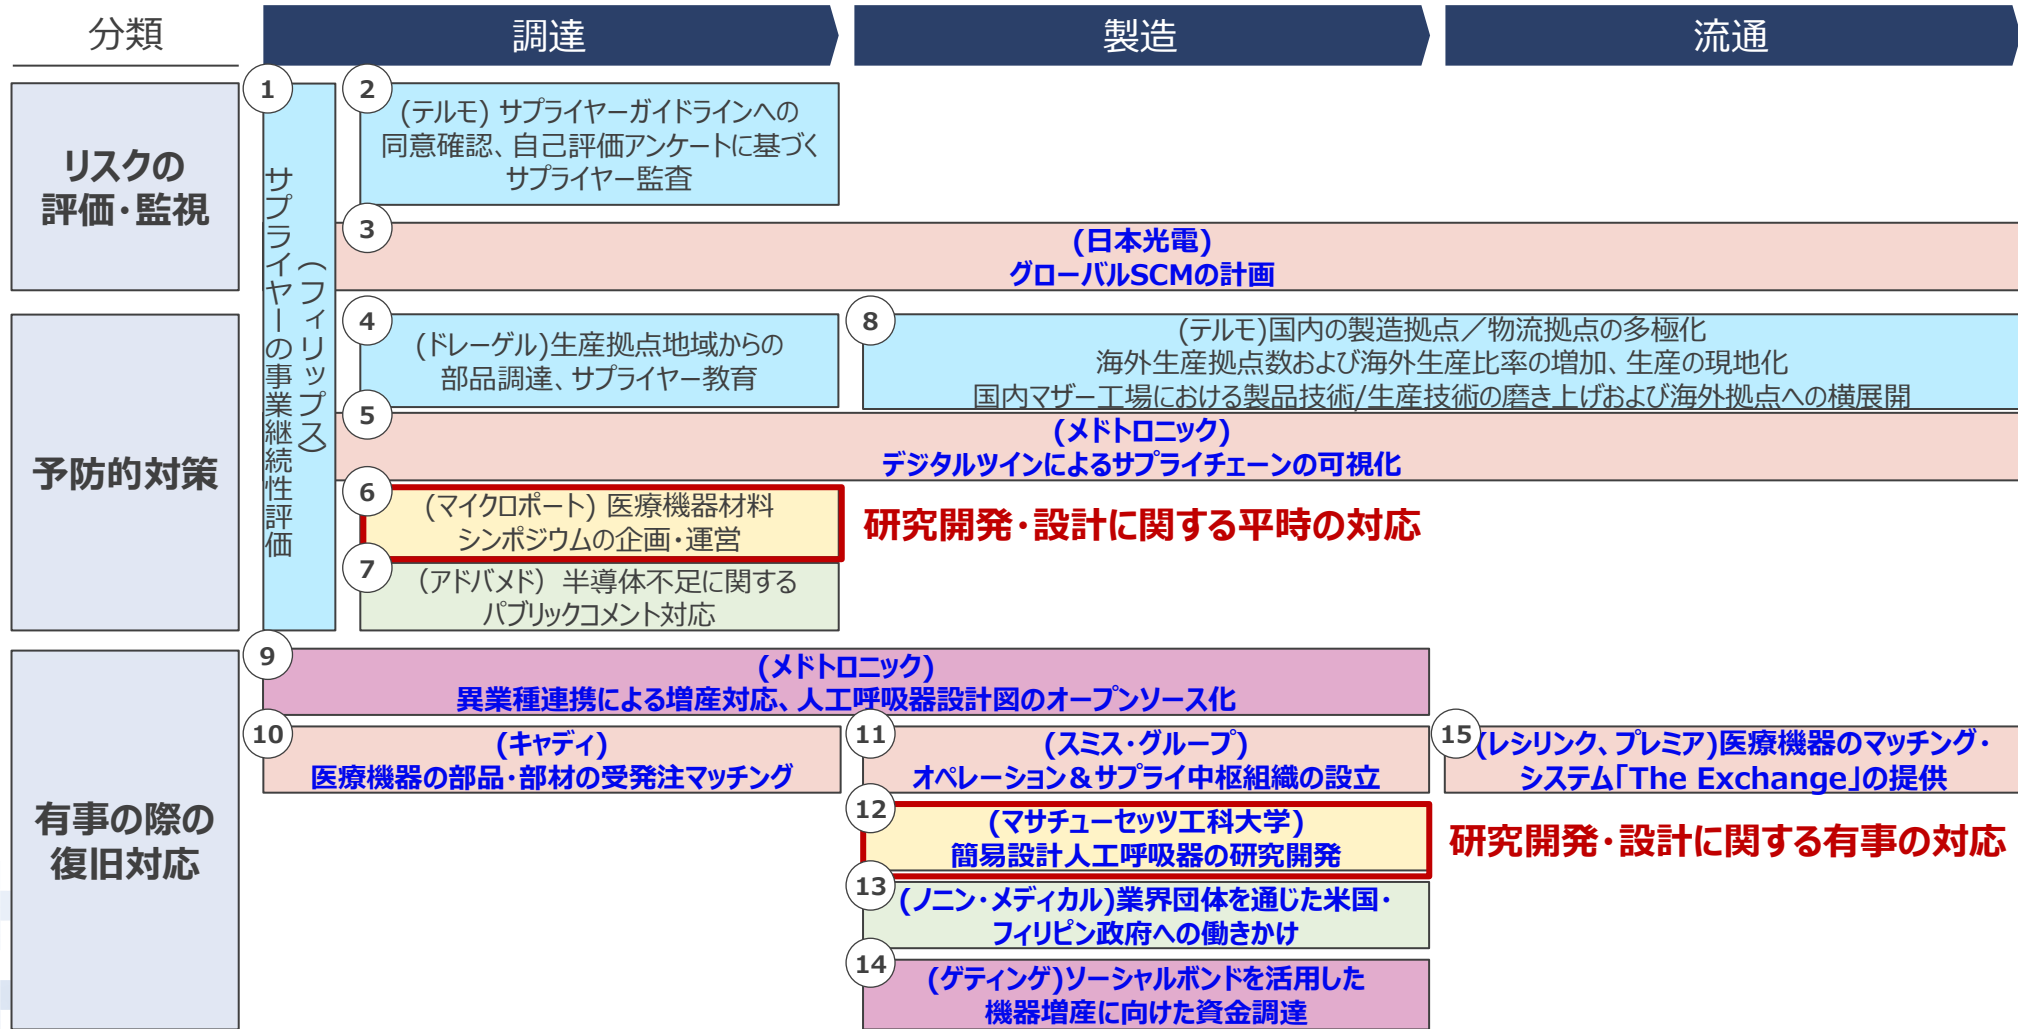 分類
調達
製造
流通
リスクの
評価・監視
1
サプライヤーの事業継続性評価
(フィリップス)
2
(テルモ) サプライヤーガイドラインへの
同意確認、自己評価アンケートに基づく
サプライヤー監査
3
(日本光電)
グローバルSCMの計画
予防的対策
4
(ドレーゲル)生産拠点地域からの
部品調達、サプライヤー教育
8
(テルモ)国内の製造拠点／物流拠点の多極化
海外生産拠点数および海外生産比率の増加、生産の現地化
国内マザー工場における製品技術/生産技術の磨き上げおよび海外拠点への横展開
5
(メドトロニック)
デジタルツインによるサプライチェーンの可視化
6
(マイクロポート) 医療機器材料
シンポジウムの企画・運営
研究開発・設計に関する平時の対応
7
(アドバメド) 半導体不足に関する
パブリックコメント対応
有事の際の
復旧対応
9
(メドトロニック)
異業種連携による増産対応、人工呼吸器設計図のオープンソース化
10
(キャディ)
医療機器の部品・部材の受発注マッチング
11
(スミス・グループ)
オペレーション＆サプライ中枢組織の設立
15
(レシリンク、プレミア)医療機器のマッチング・
システム「The Exchange」の提供
12
(マサチューセッツ工科大学)
簡易設計人工呼吸器の研究開発
研究開発・設計に関する有事の対応
13
(ノニン・メディカル)業界団体を通じた米国・
フィリピン政府への働きかけ
14
(ゲティンゲ)ソーシャルボンドを活用した
機器増産に向けた資金調達